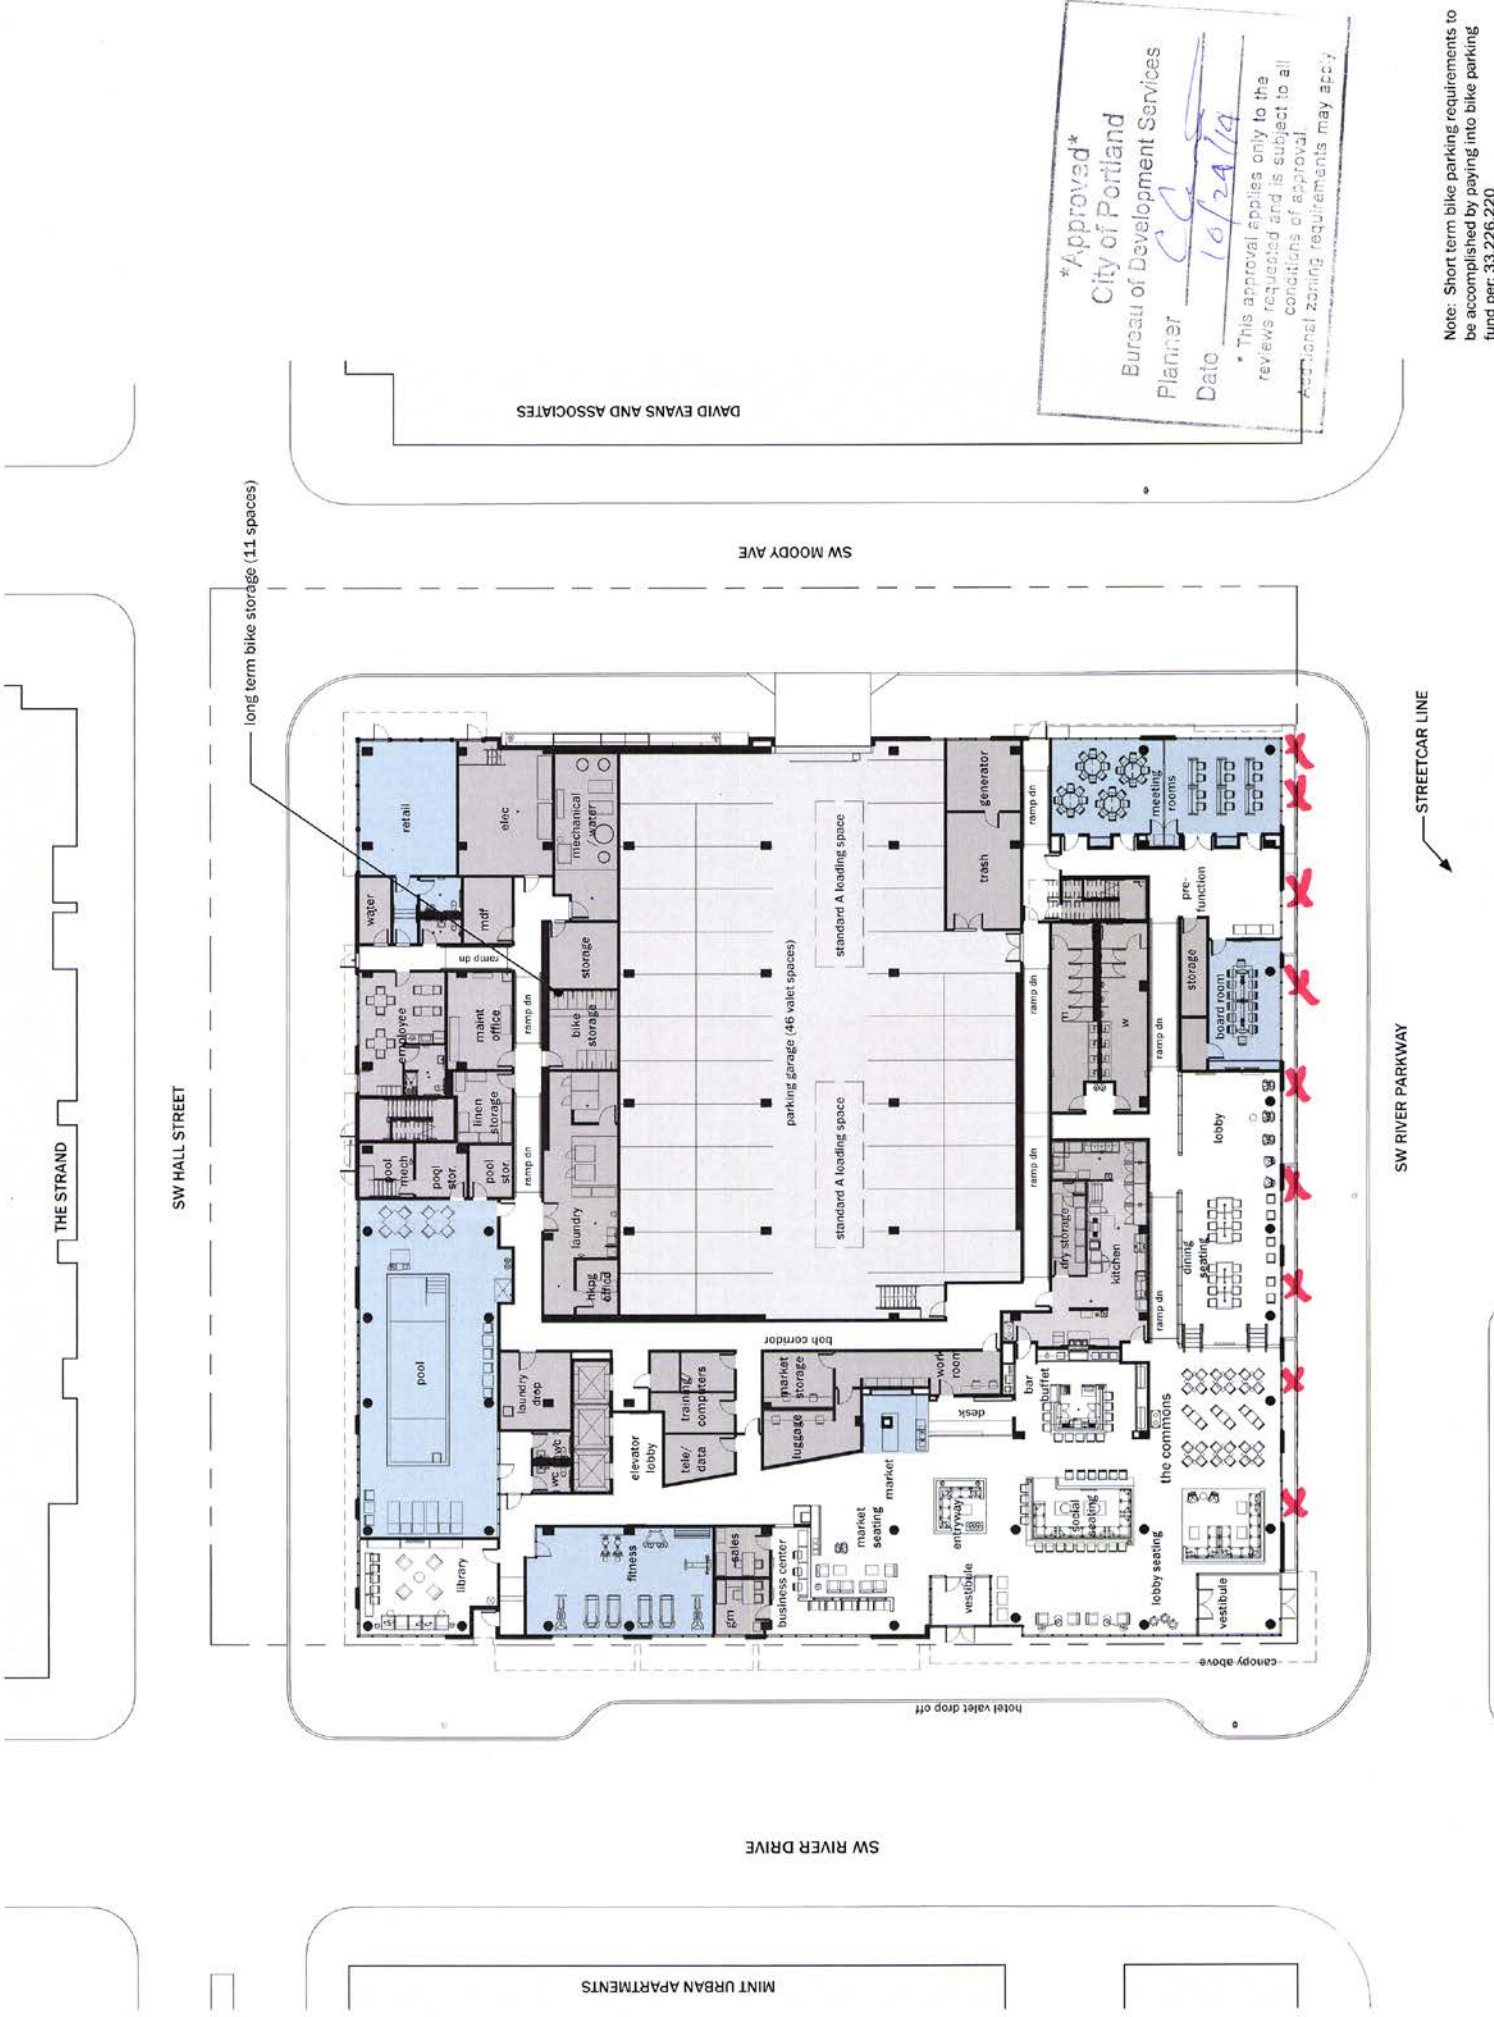 *Approved*
City of Portland
Bureau of Development Services
Planner
Date 10/24/14
* This approval applies only to the
reviews requested and is subject to all
conditions of approval.
Additional zoning requirements may apply
Note: Short term bike parking requirements to
be accomplished by paying into bike parking
fund per: 33.226.220
DAVID EVANS AND ASSOCIATES
SW MOODY AVE
long term bike storage (11 spaces)
THE STRAND
SW HALL STREET
STREETCAR LINE
SW RIVER PARKWAY
SW RIVER DRIVE
MINT URBAN APARTMENTS
hotel valet drop off
canopy above
retail
elec
mechanical
/water
water
mdf
ramp dn
storage
employee
maint
office
ramp dn
bike
storage
linen
storage
pool
mech
pool
stor.
pool
stor.
ramp dn
laundry
hkpg
office
pool
library
laundry
drop
wc
wc
elevator
lobby
training/
computers
tele/
data
boh corridor
fitness
sales
gm
business center
market
storage
luggage
work
room
market
market
seating
desk
entryway
vestibule
parking garage (46 valet spaces)
standard A loading space
standard A loading space
generator
trash
ramp dn
ramp dn
ramp dn
meeting
rooms
pre-
function
storage
board room
m
w
ramp dn
lobby
dry storage
kitchen
dining
seating
ramp dn
bar
buffet
the commons
social
seating
lobby seating
vestibule